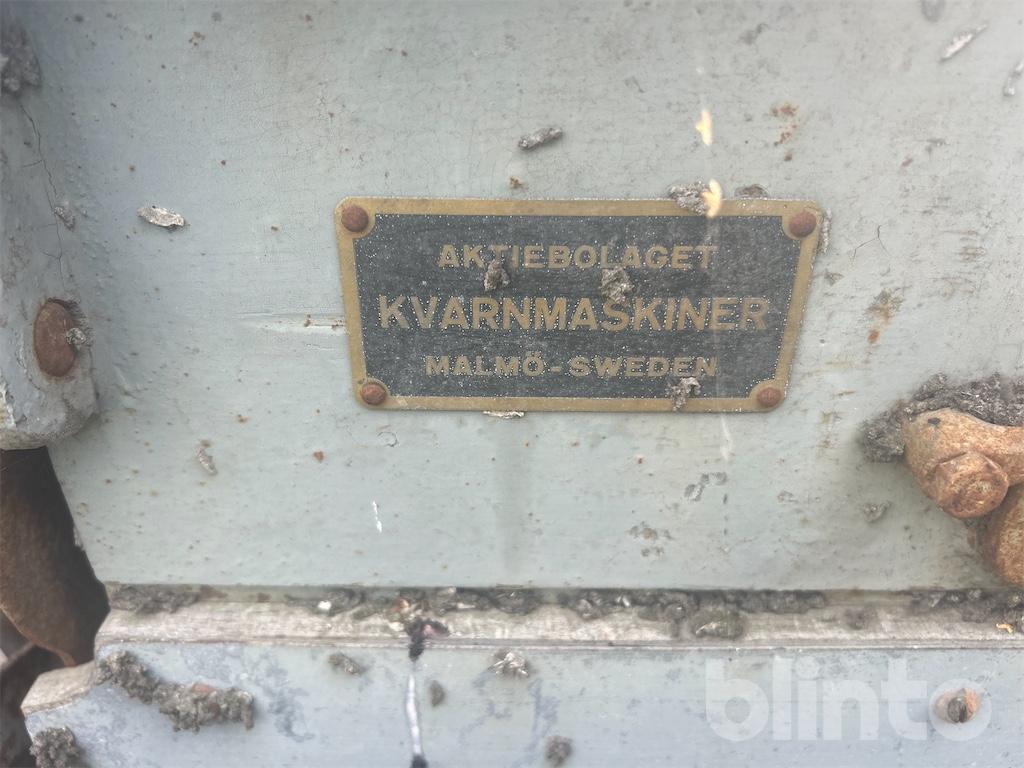 AKTIEBOLAGET
KVARNMASKINER
MALMÖ-SWEDEN
blinto